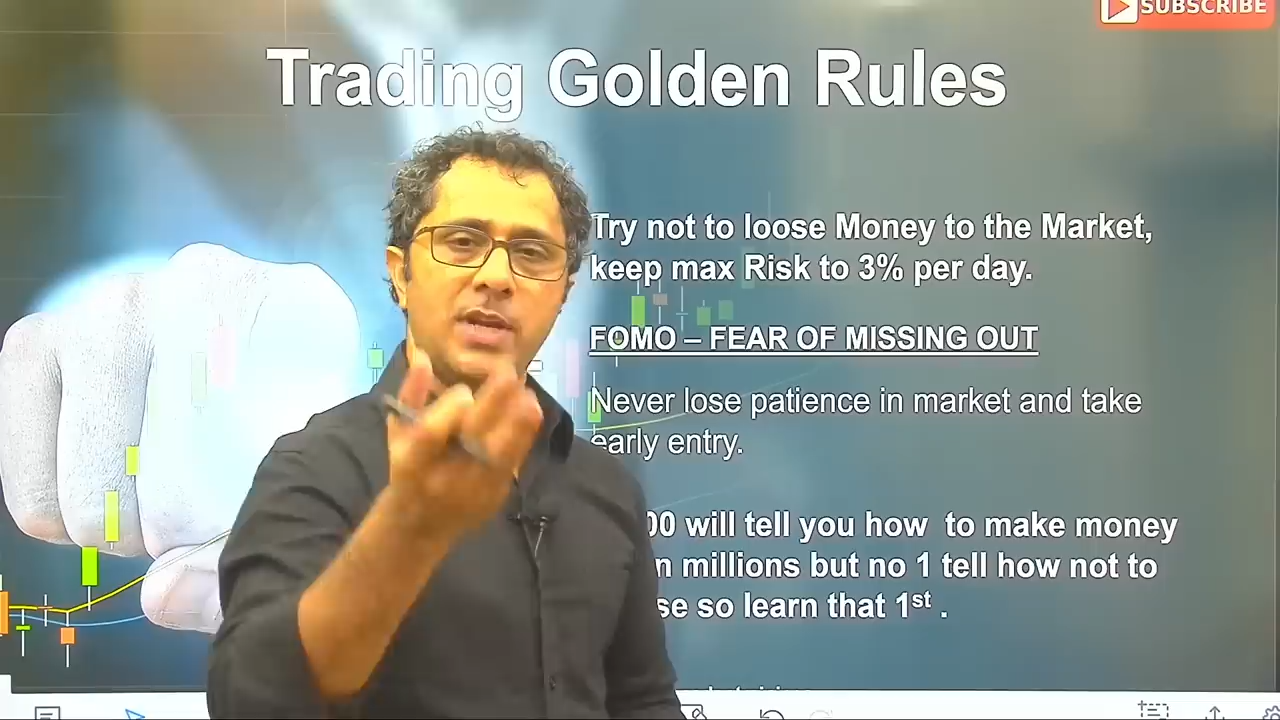 SUBSCRIBE
Trading Golden Rules
Try not to loose Money to the Market,
keep max Risk to 3% per day.
FOMO – FEAR OF MISSING OUT
Never lose patience in market and take
early entry.
00 will tell you how to make money
n millions but no 1 tell how not to
se so learn that 1st .